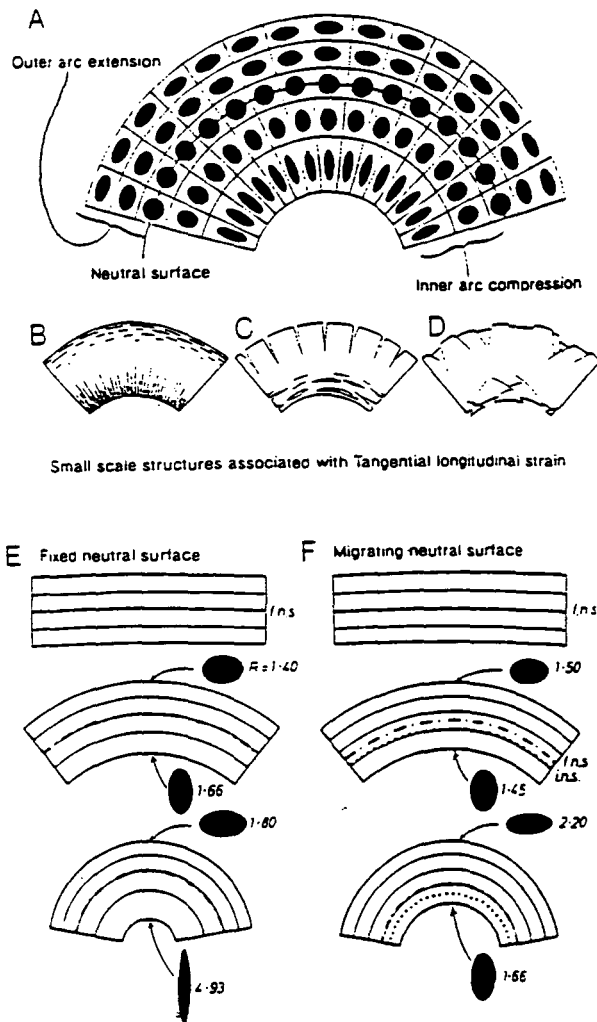 A
Outer arc extension
Neutral surface
Inner arc compression
B
C
D
Small scale structures associated with Tangential longitudinal strain
E Fixed neutral surface
F Migrating neutral surface
f.n.s
f.n.s
R = 1·40
1·50
f.n.s
i.n.s.
1·66
1·45
1·80
2·20
4·93
1·66